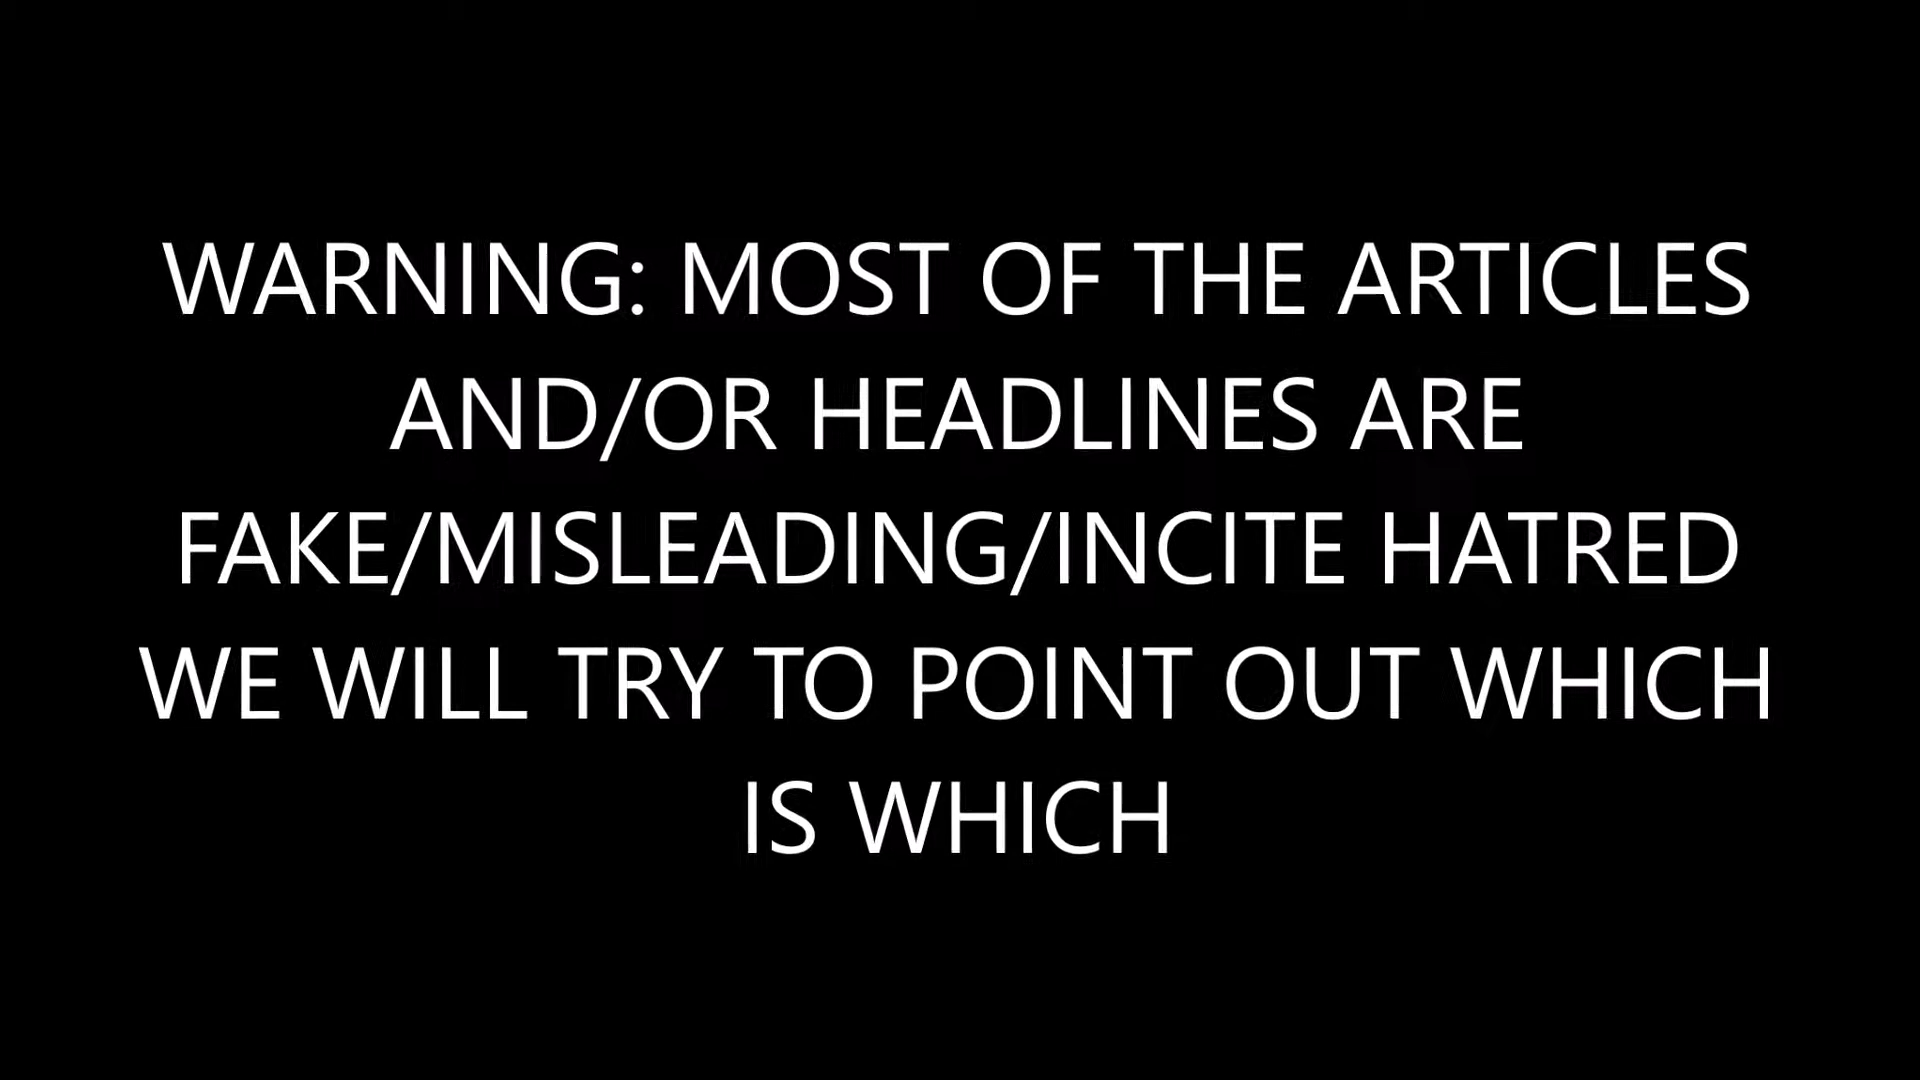 WARNING: MOST OF THE ARTICLES
AND/OR HEADLINES ARE
FAKE/MISLEADING/INCITE HATRED
WE WILL TRY TO POINT OUT WHICH
IS WHICH